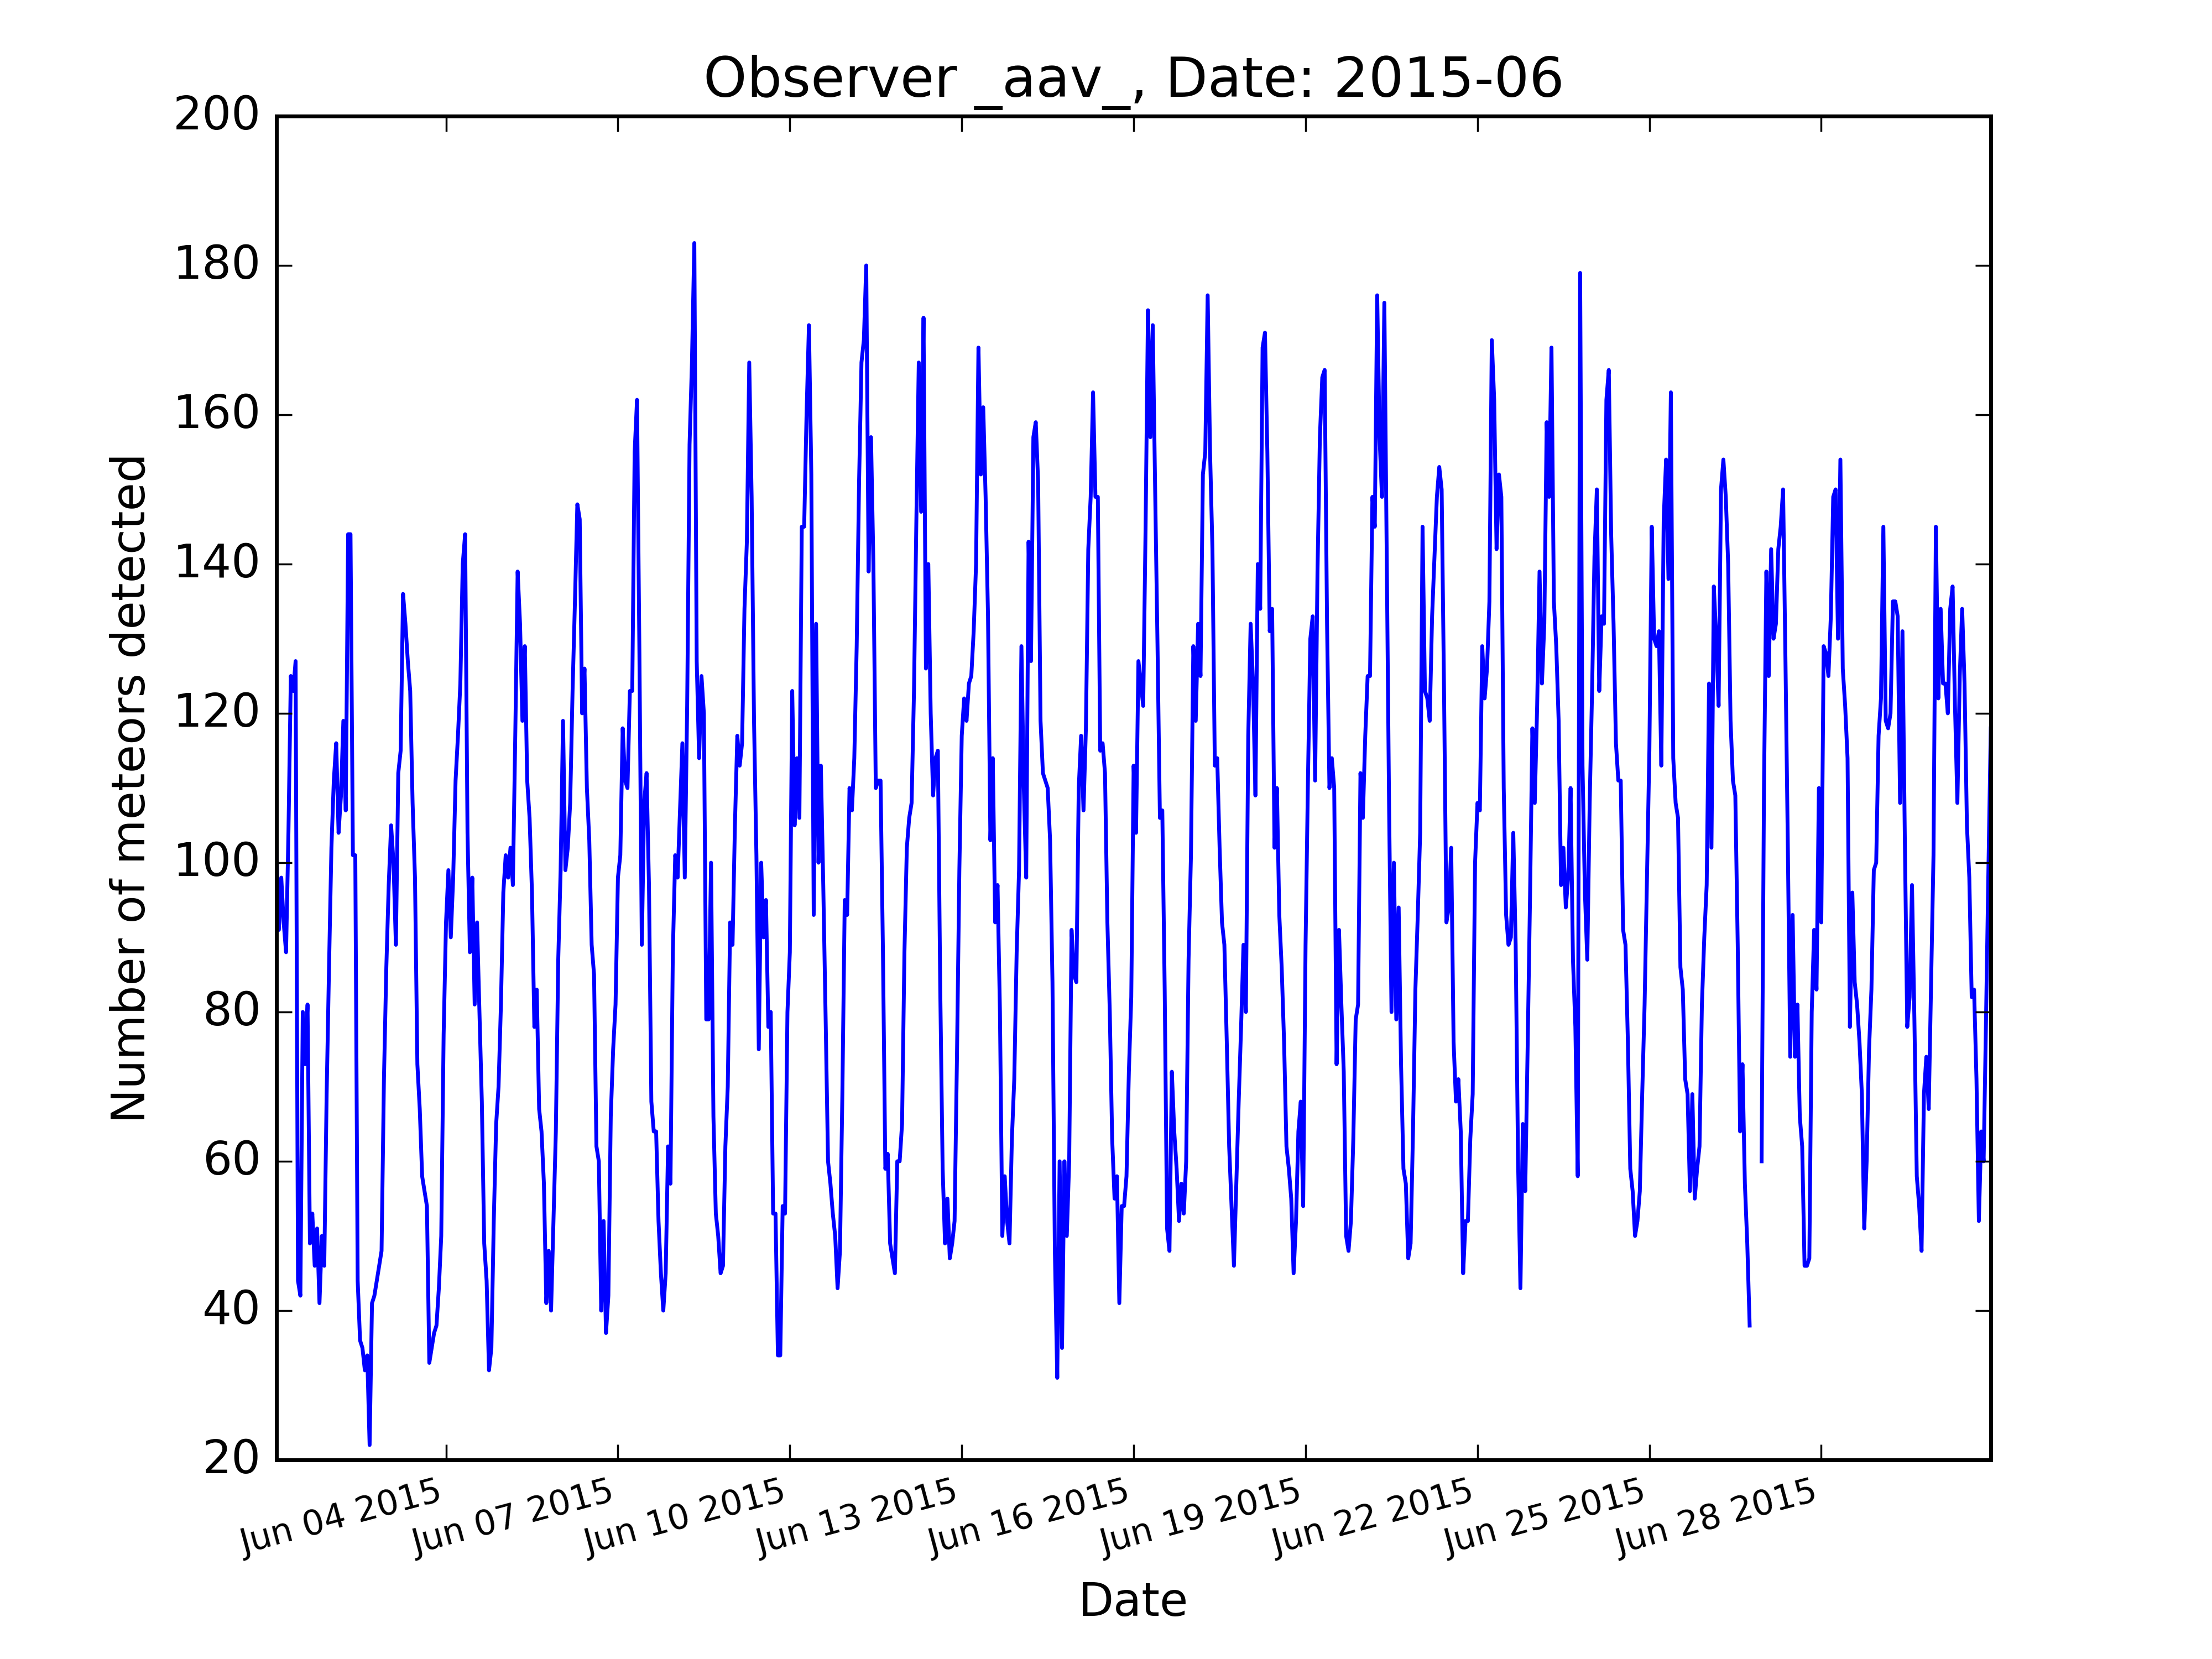 Observer _aav_, Date: 2015-06
200
180
160
140
120
100
80
60
40
20
Number of meteors detected
Jun 04 2015
Jun 07 2015
Jun 10 2015
Jun 13 2015
Jun 16 2015
Jun 19 2015
Jun 22 2015
Jun 25 2015
Jun 28 2015
Date